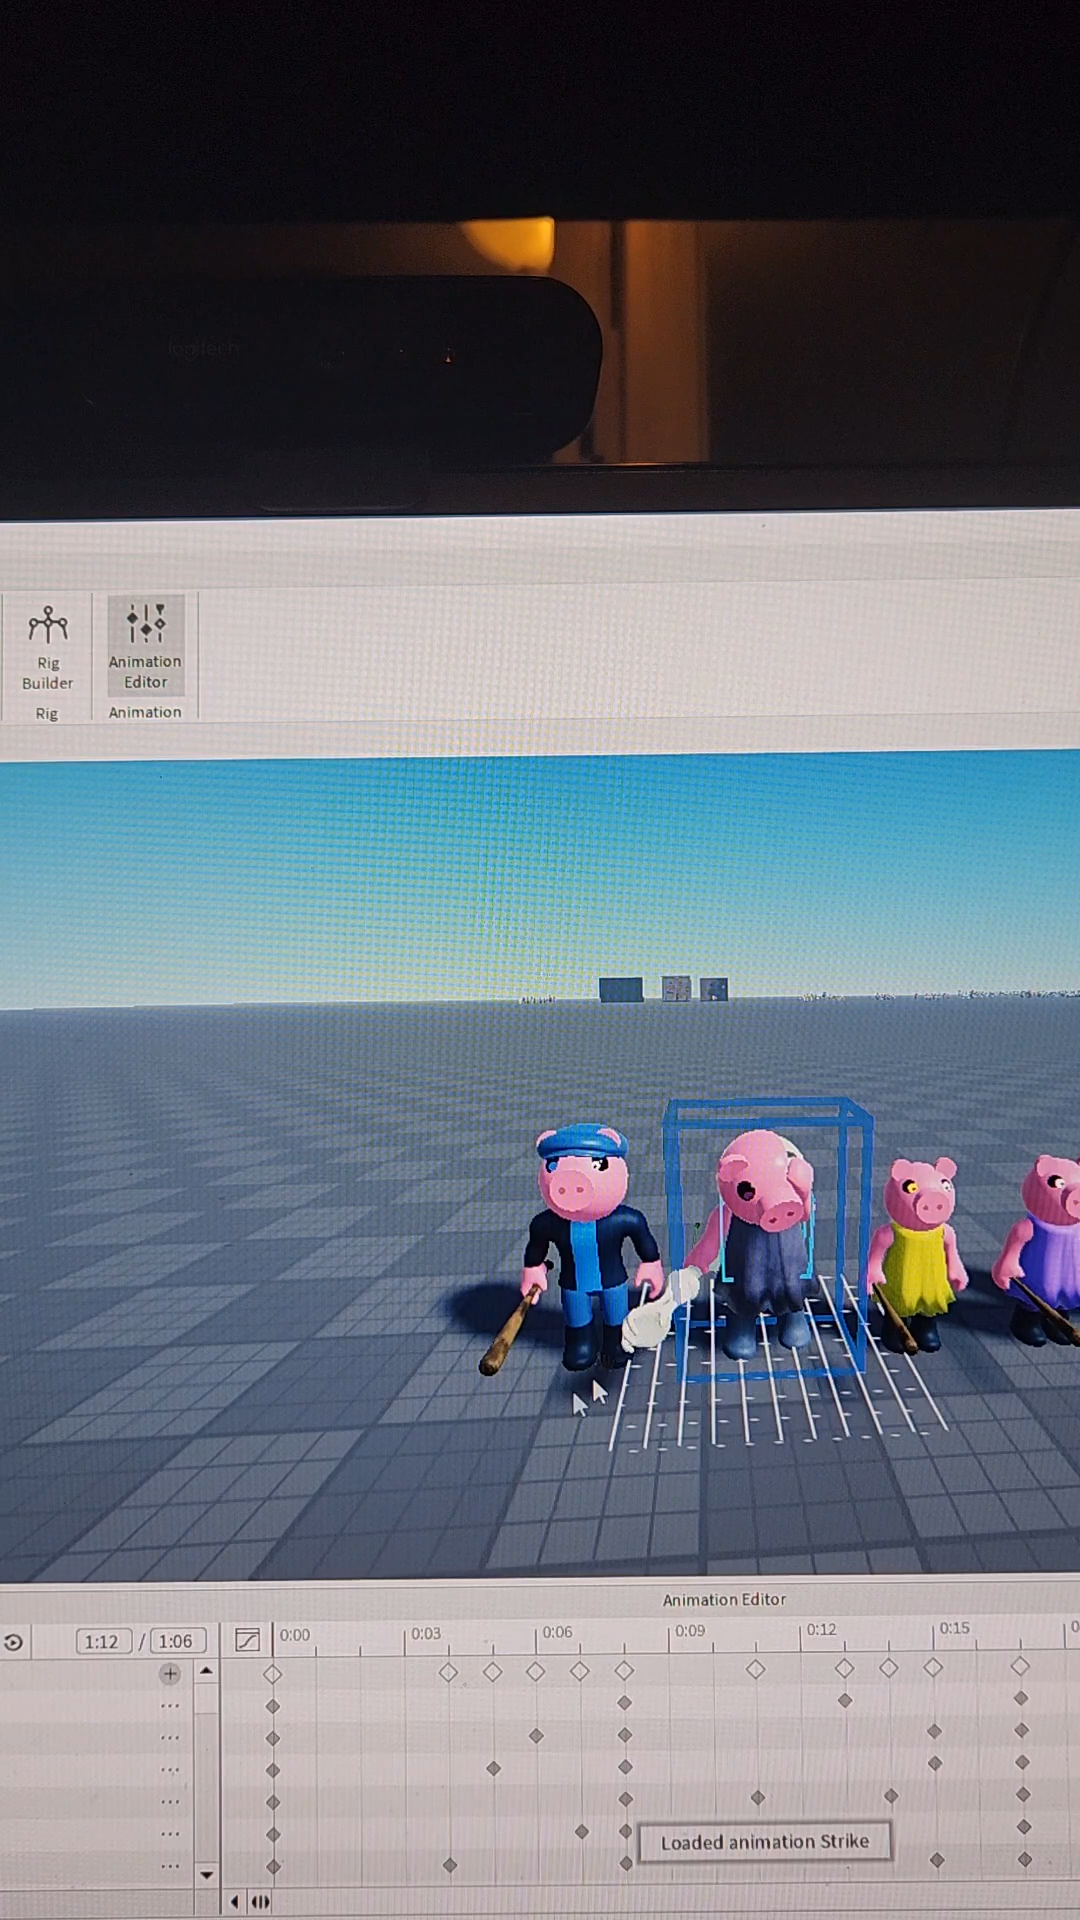 logitech
Rig
Builder
Animation
Editor
Rig
Animation
Animation Editor
1:12 / 1:06
0:00
0:03
0:06
0:09
0:12
0:15
Loaded animation Strike